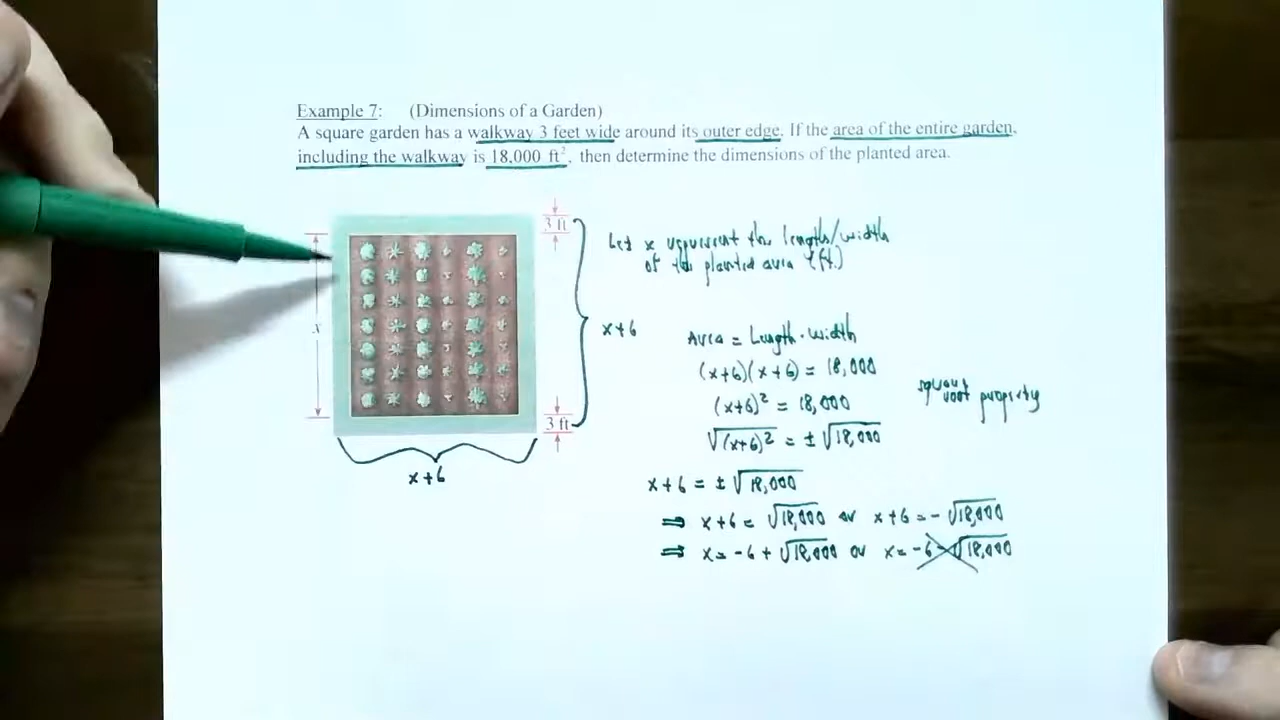 Example 7: (Dimensions of a Garden)
A square garden has a walkway 3 feet wide around its outer edge. If the area of the entire garden,
including the walkway is 18,000 ft², then determine the dimensions of the planted area.
3 ft
x
x+6
3 ft
x+6
Let x represent the length/width
of the planted area (ft.)
Area = Length · width
(x+6)(x+6) = 18,000
(x+6)² = 18,000
√(x+6)² = ± √18,000
square
root property
x+6 = ± √18,000
⇒ x+6 = √18,000 or x+6 = -√18,000
⇒ x = -6 + √18,000 or x = -6 - √18,000